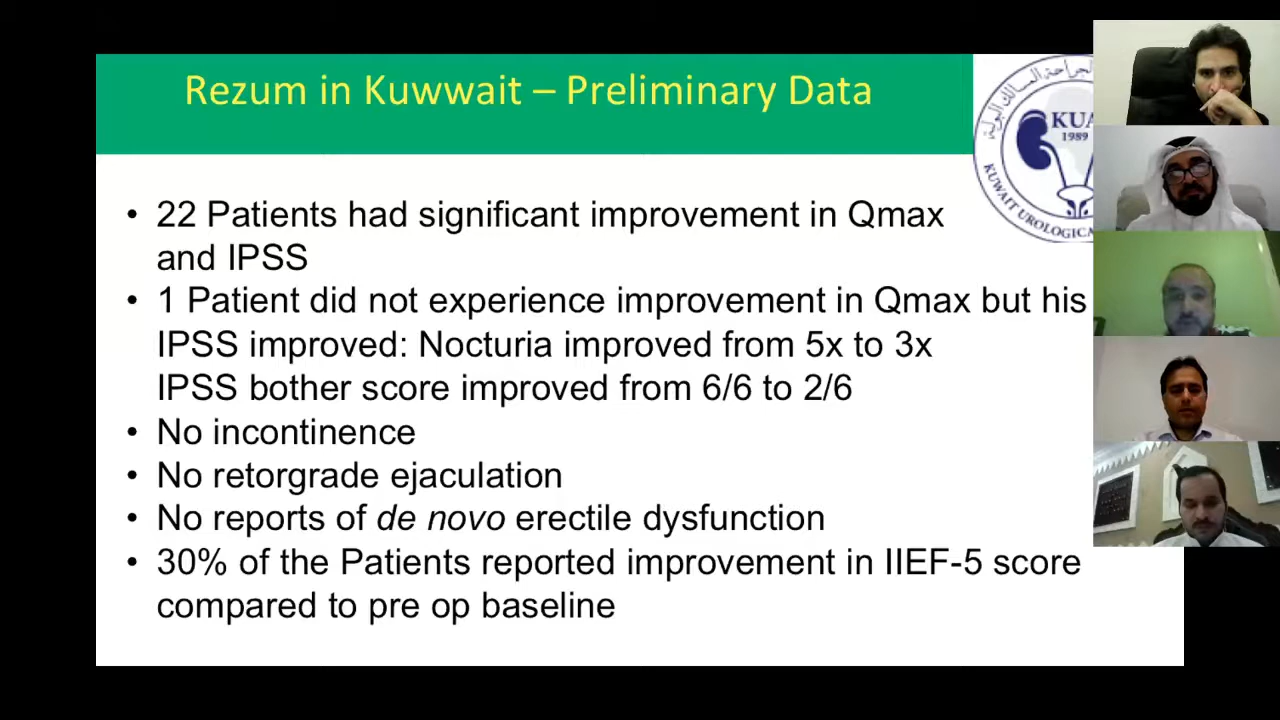 Rezum in Kuwwait – Preliminary Data
KUA
1989
KUWAIT UROLOGICA
• 22 Patients had significant improvement in Qmax
and IPSS
• 1 Patient did not experience improvement in Qmax but his
IPSS improved: Nocturia improved from 5x to 3x
IPSS bother score improved from 6/6 to 2/6
• No incontinence
• No retorgrade ejaculation
• No reports of de novo erectile dysfunction
• 30% of the Patients reported improvement in IIEF-5 score
compared to pre op baseline